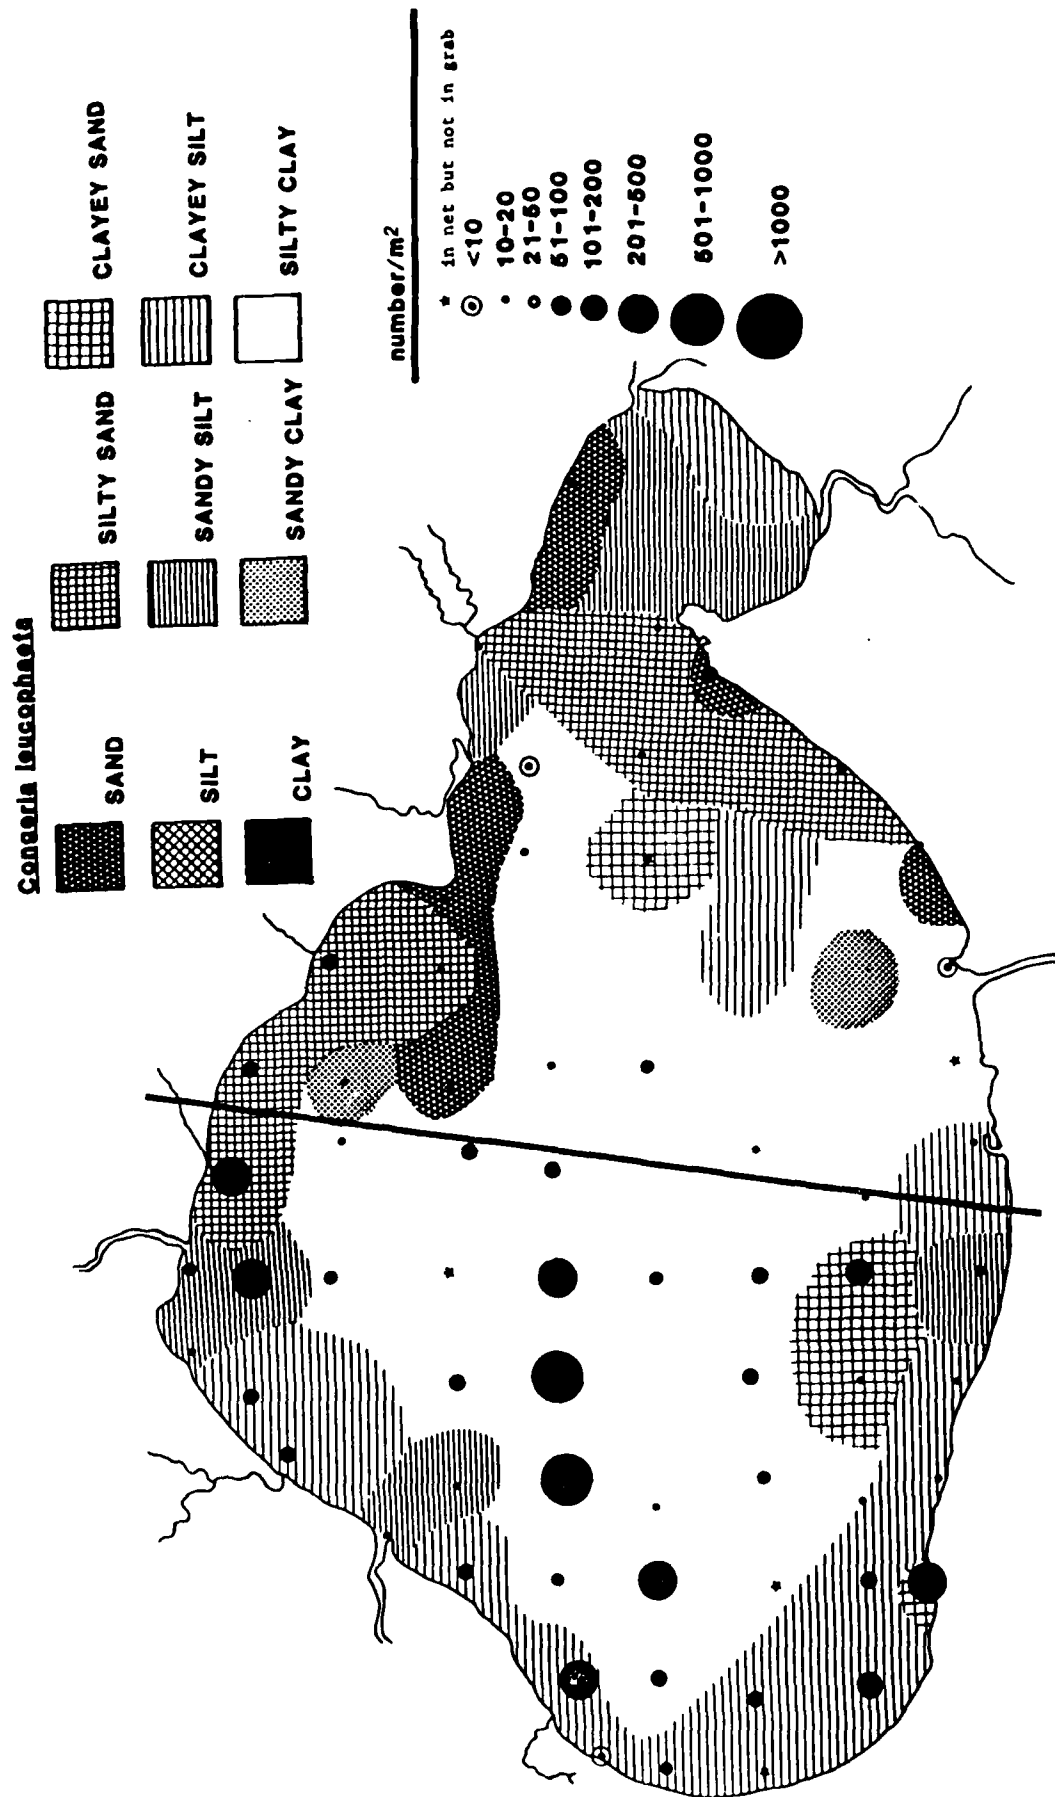 Congeria leucophaeta
SAND
SILTY SAND
CLAYEY SAND
SILT
SANDY SILT
CLAYEY SILT
CLAY
SANDY CLAY
SILTY CLAY
number/m²
in net but not in grab
<10
10-20
21-50
51-100
101-200
201-500
501-1000
>1000